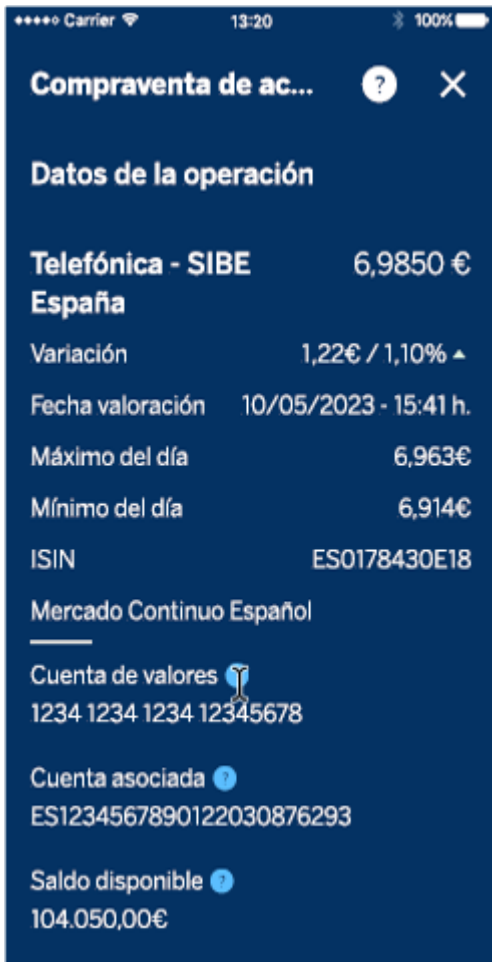 Carrier 13:20 100%
Compraventa de ac... ?
Datos de la operación
Telefónica - SIBE 6,9850 €
España
Variación 1,22€ / 1,10%
Fecha valoración 10/05/2023 - 15:41 h.
Máximo del día 6,963€
Mínimo del día 6,914€
ISIN ES0178430E18
Mercado Continuo Español
Cuenta de valores
1234 1234 1234 12345678
Cuenta asociada ?
ES1234567890122030876293
Saldo disponible ?
104.050,00€